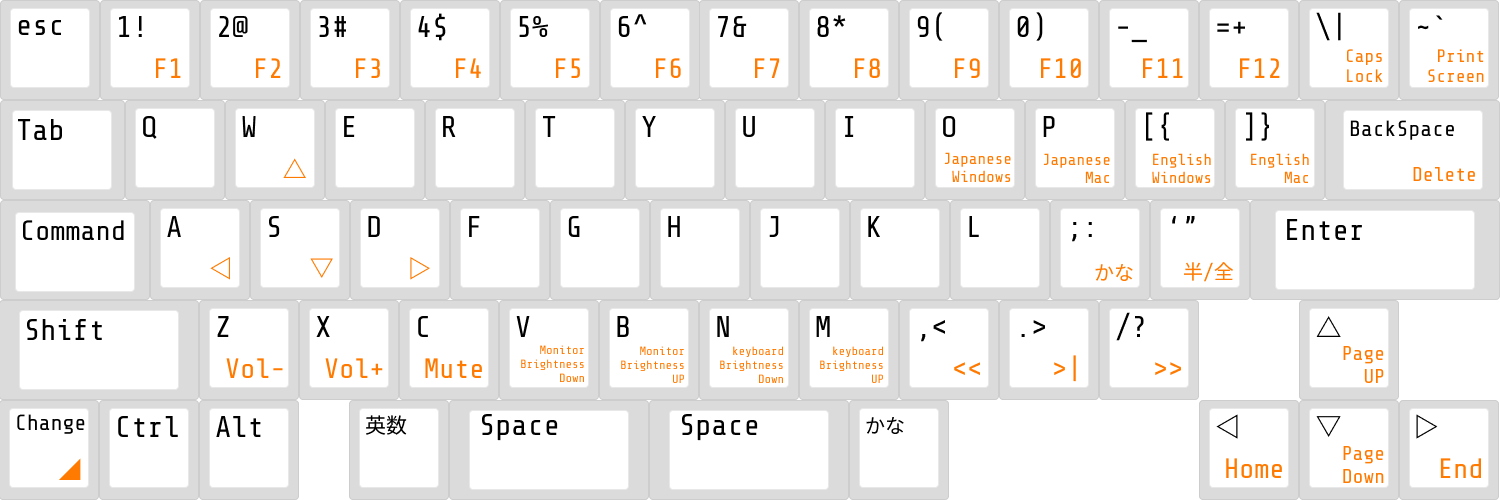 esc 1! 2@ 3# 4$ 5% 6^ 7& 8* 9( 0) -_ =+ \| ~`
F1 F2 F3 F4 F5 F6 F7 F8 F9 F10 F11 F12 Caps Lock Print Screen
Tab Q W E R T Y U I O P [{ ]} BackSpace
△ Japanese Windows Japanese Mac English Windows English Mac Delete
Command A S D F G H J K L ;: ‘” Enter
◁ ▽ ▷ かな 半/全
Shift Z X C V B N M ,< .> /? △
Vol- Vol+ Mute Monitor Brightness Down Monitor Brightness UP keyboard Brightness Down keyboard Brightness UP << >| >> Page UP
Change Ctrl Alt 英数 Space Space かな ◁ ▽ ▷
◢ Home Page Down End